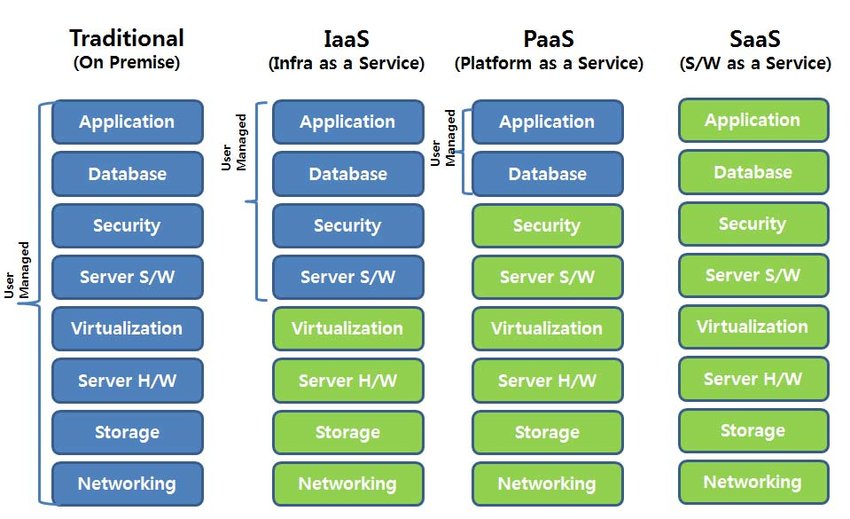 Traditional
(On Premise)
User
Managed
Application
Database
Security
Server S/W
Virtualization
Server H/W
Storage
Networking
IaaS
(Infra as a Service)
User
Managed
Application
Database
Security
Server S/W
Virtualization
Server H/W
Storage
Networking
PaaS
(Platform as a Service)
User
Managed
Application
Database
Security
Server S/W
Virtualization
Server H/W
Storage
Networking
SaaS
(S/W as a Service)
Application
Database
Security
Server S/W
Virtualization
Server H/W
Storage
Networking